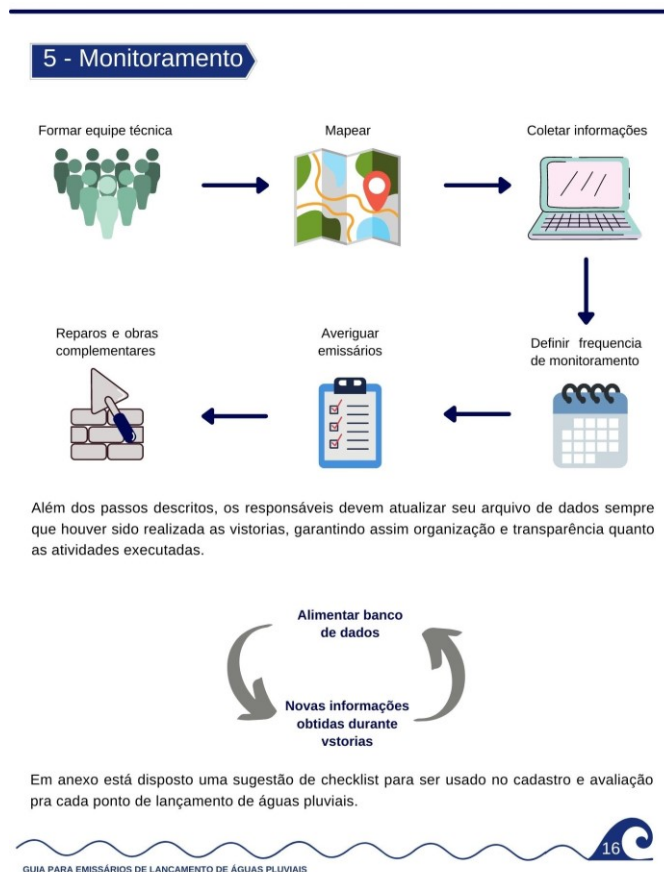 5 - Monitoramento
Formar equipe técnica
Mapear
Coletar informações
Reparos e obras
complementares
Averiguar
emissários
Definir frequencia
de monitoramento
Além dos passos descritos, os responsáveis devem atualizar seu arquivo de dados sempre
que houver sido realizada as vistorias, garantindo assim organização e transparência quanto
as atividades executadas.
Alimentar banco
de dados
Novas informações
obtidas durante
vstorias
Em anexo está disposto uma sugestão de checklist para ser usado no cadastro e avaliação
pra cada ponto de lançamento de águas pluviais.
16
GUIA PARA EMISSÁRIOS DE LANÇAMENTO DE ÁGUAS PLUVIAIS